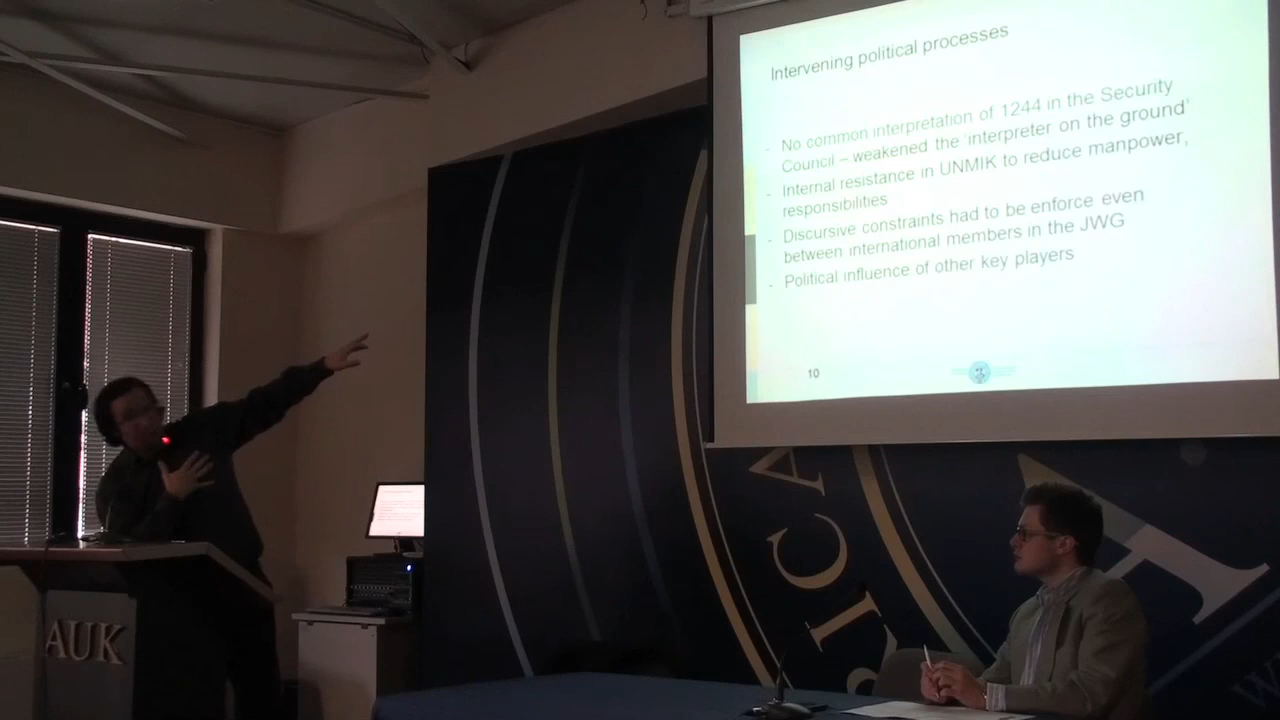 Intervening political processes
- No common interpretation of 1244 in the Security
Council – weakened the 'interpreter on the ground'
- Internal resistance in UNMIK to reduce manpower,
responsibilities
- Discursive constraints had to be enforce even
between international members in the JWG
- Political influence of other key players
10
AUK